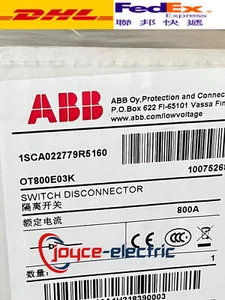 DHL FedEx Express
聯邦快遞
ABB
ABB Oy,Protection and Connec
P.O. Box 622 FI-65101 Vassa Fin
www.abb.com/lowvoltage
1SCA022779R5160
OT800E03K
1007526
SWITCH DISCONNECTOR
隔离开关
额定电流
800A
joyce-electric
CCC
数量:
1